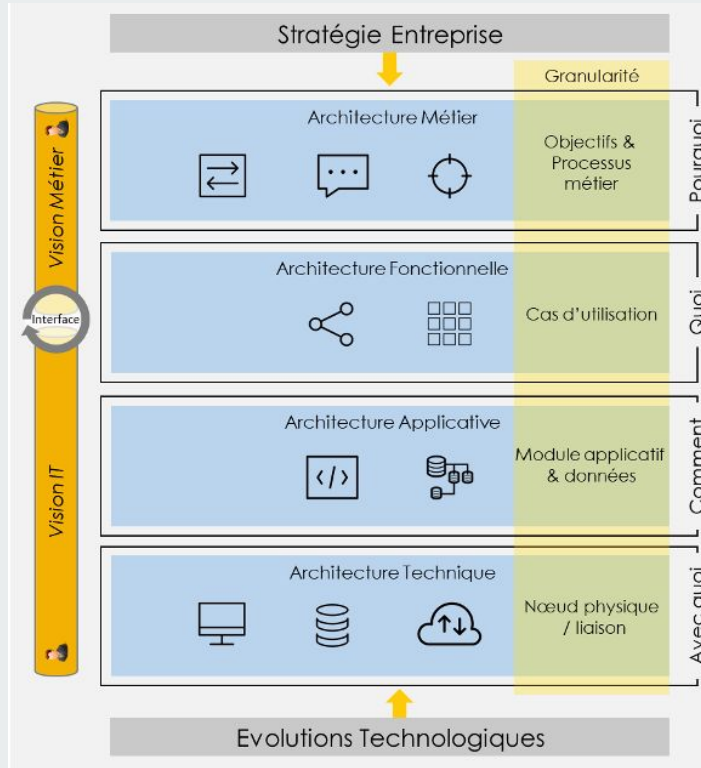 Stratégie Entreprise
Granularité
Architecture Métier
Objectifs &
Processus
métier
Pourquoi
Vision Métier
Architecture Fonctionnelle
Cas d'utilisation
Quoi
Interface
Architecture Applicative
</>
Module applicatif
& données
Comment
Vision IT
Architecture Technique
Nœud physique
/ liaison
Avec quoi
Evolutions Technologiques